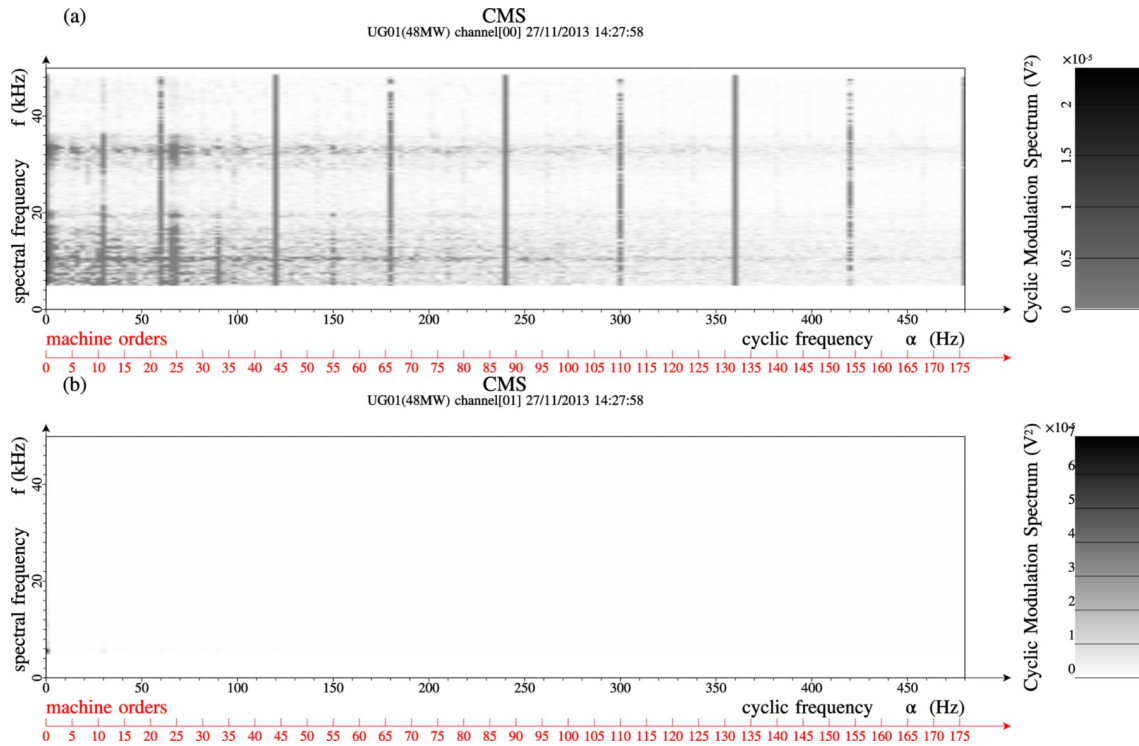 (a)
CMS
UG01(48MW) channel[00] 27/11/2013 14:27:58
spectral frequency f (kHz)
0 20 40
0 50 100 150 200 250 300 350 400 450
machine orders
cyclic frequency α (Hz)
0 5 10 15 20 25 30 35 40 45 50 55 60 65 70 75 80 85 90 95 100 105 110 115 120 125 130 135 140 145 150 155 160 165 170 175
Cyclic Modulation Spectrum (V²)
×10⁻⁵
0 0.5 1 1.5 2
(b)
CMS
UG01(48MW) channel[01] 27/11/2013 14:27:58
spectral frequency f (kHz)
0 20 40
0 50 100 150 200 250 300 350 400 450
machine orders
cyclic frequency α (Hz)
0 5 10 15 20 25 30 35 40 45 50 55 60 65 70 75 80 85 90 95 100 105 110 115 120 125 130 135 140 145 150 155 160 165 170 175
Cyclic Modulation Spectrum (V²)
0 1 2 3 4 5 6 7